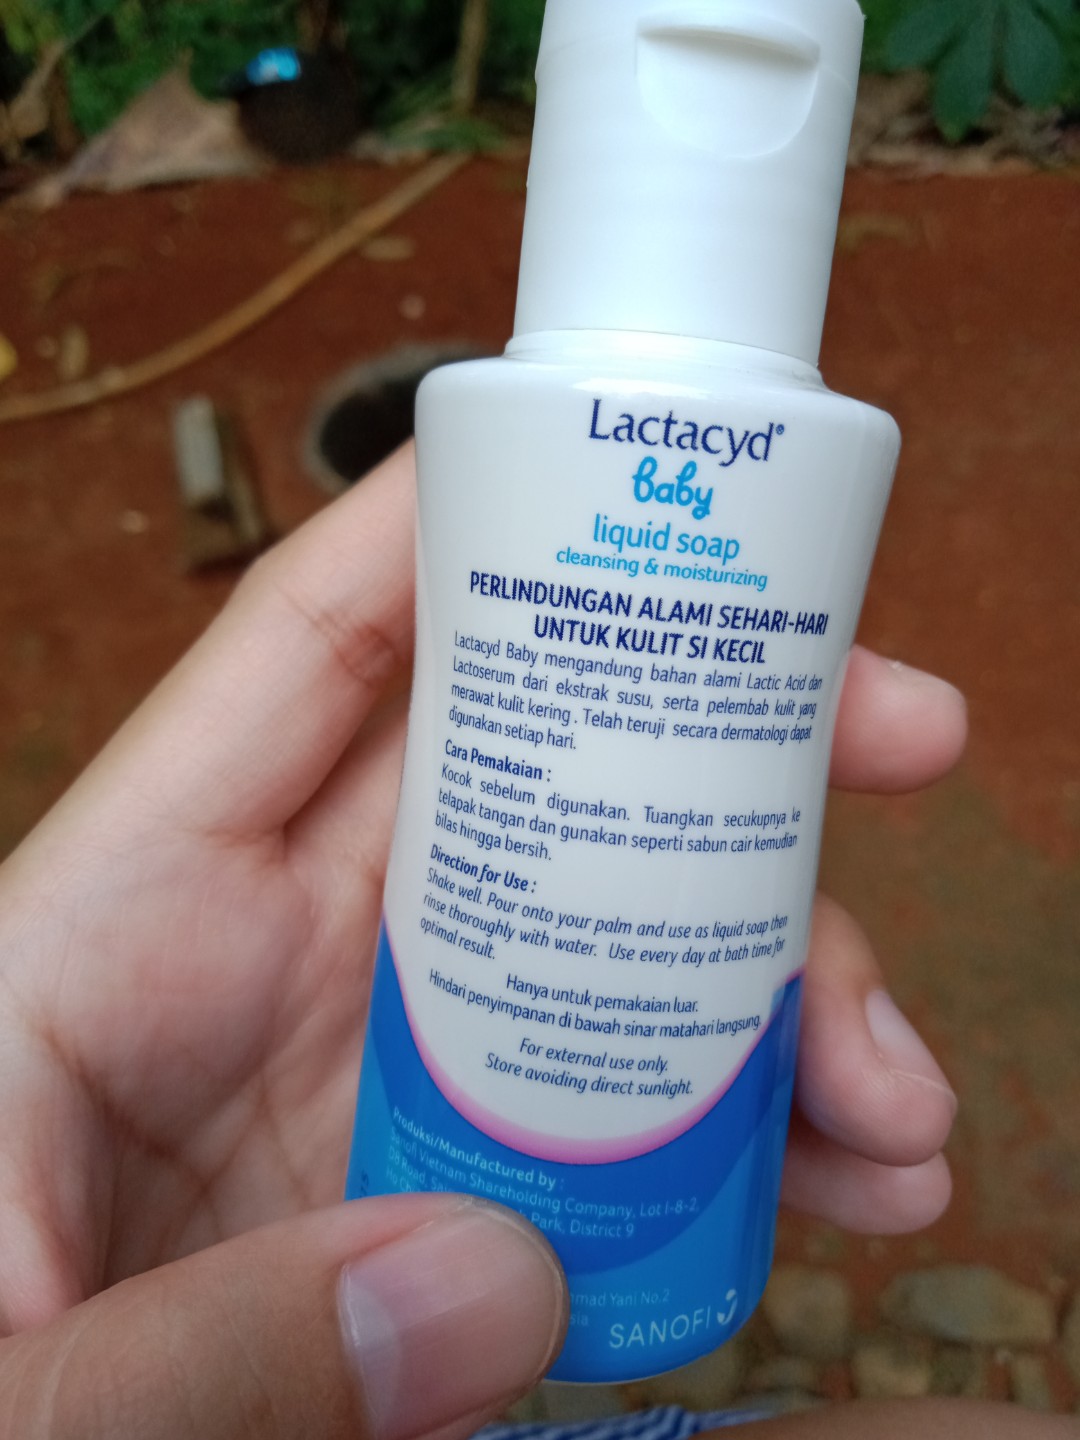 Lactacyd®
Baby
liquid soap
cleansing & moisturizing
PERLINDUNGAN ALAMI SEHARI-HARI
UNTUK KULIT SI KECIL
Lactacyd Baby mengandung bahan alami Lactic Acid dan
Lactoserum dari ekstrak susu, serta pelembab kulit yang
merawat kulit kering . Telah teruji secara dermatologi dapat
digunakan setiap hari.
Cara Pemakaian :
Kocok sebelum digunakan. Tuangkan secukupnya ke
telapak tangan dan gunakan seperti sabun cair kemudian
bilas hingga bersih.
Direction for Use :
Shake well. Pour onto your palm and use as liquid soap then
rinse thoroughly with water. Use every day at bath time for
optimal result.
Hanya untuk pemakaian luar.
Hindari penyimpanan di bawah sinar matahari langsung.
For external use only.
Store avoiding direct sunlight.
Produksi/Manufactured by :
Sanofi Vietnam Shareholding Company, Lot I-8-2,
D8 Road,
Park, District 9
Yani No.2
SANOFI